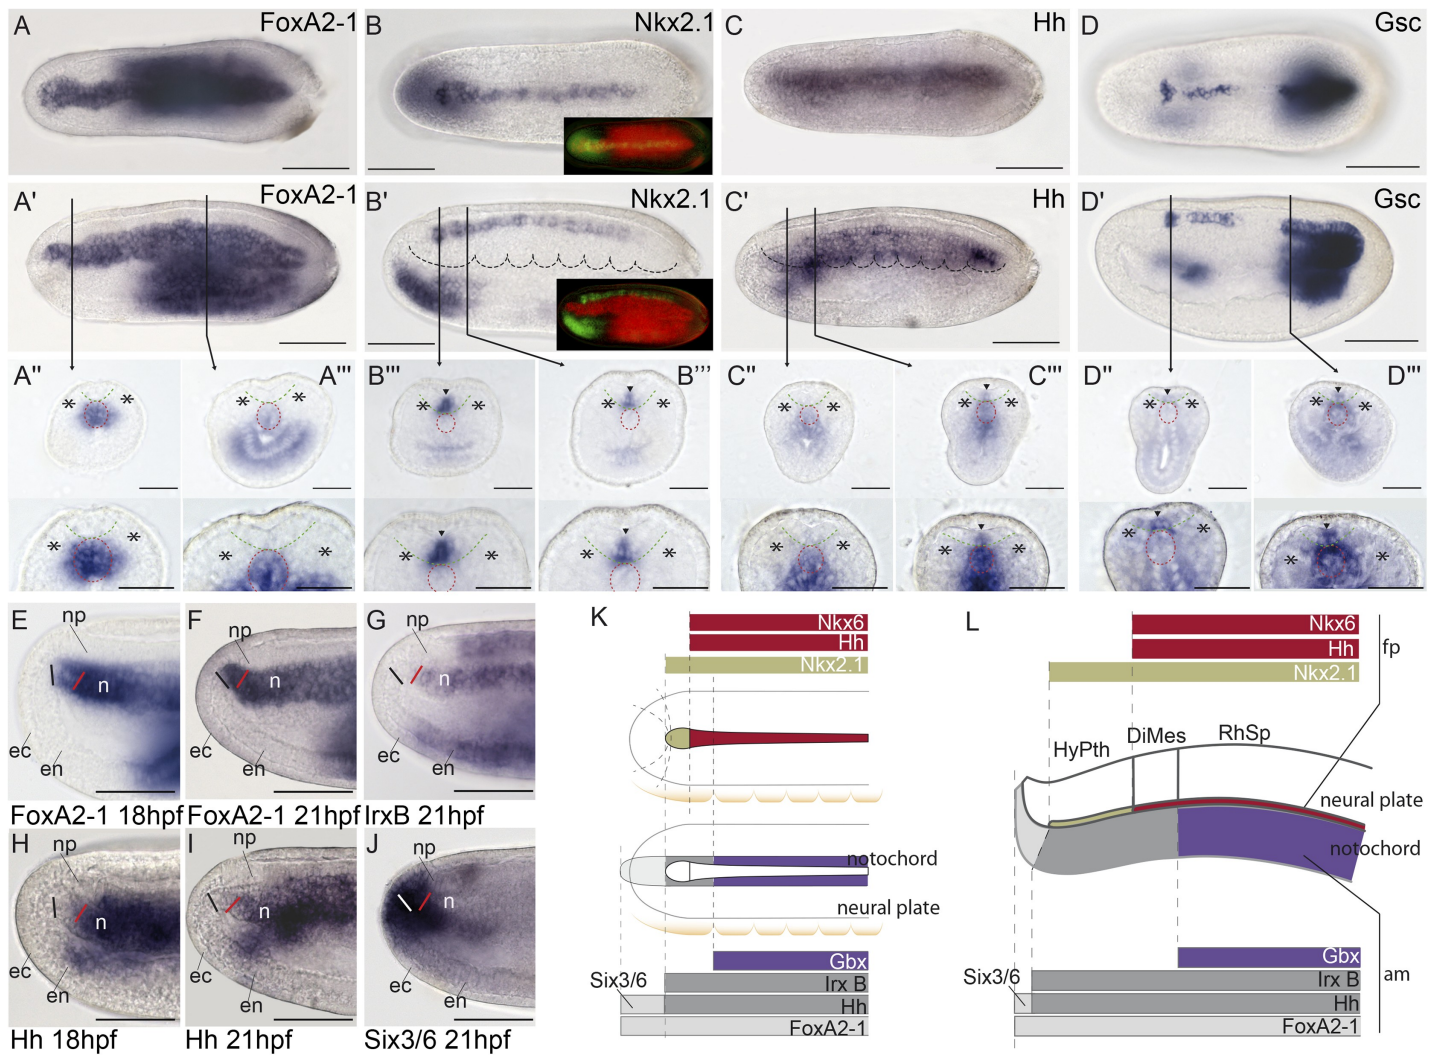 A FoxA2-1
B Nkx2.1
C Hh
D Gsc
A' FoxA2-1
B' Nkx2.1
C' Hh
D' Gsc
A'' A'''
B''' B'''
C'' C'''
D'' D'''
* * * * * * * * * * * * * * * *
* * * * * * * * * * * * * * * *
E np n ec en
FoxA2-1 18hpf
F np n ec en
FoxA2-1 21hpf
G np n ec en
IrxB 21hpf
H np n ec en
Hh 18hpf
I np n ec en
Hh 21hpf
J np n ec en
Six3/6 21hpf
K
Nkx6
Hh
Nkx2.1
notochord
neural plate
Gbx
Six3/6
Irx B
Hh
FoxA2-1
L
Nkx6
fp
Hh
Nkx2.1
HyPth DiMes RhSp
neural plate
notochord
Gbx
Six3/6
Irx B
am
Hh
FoxA2-1